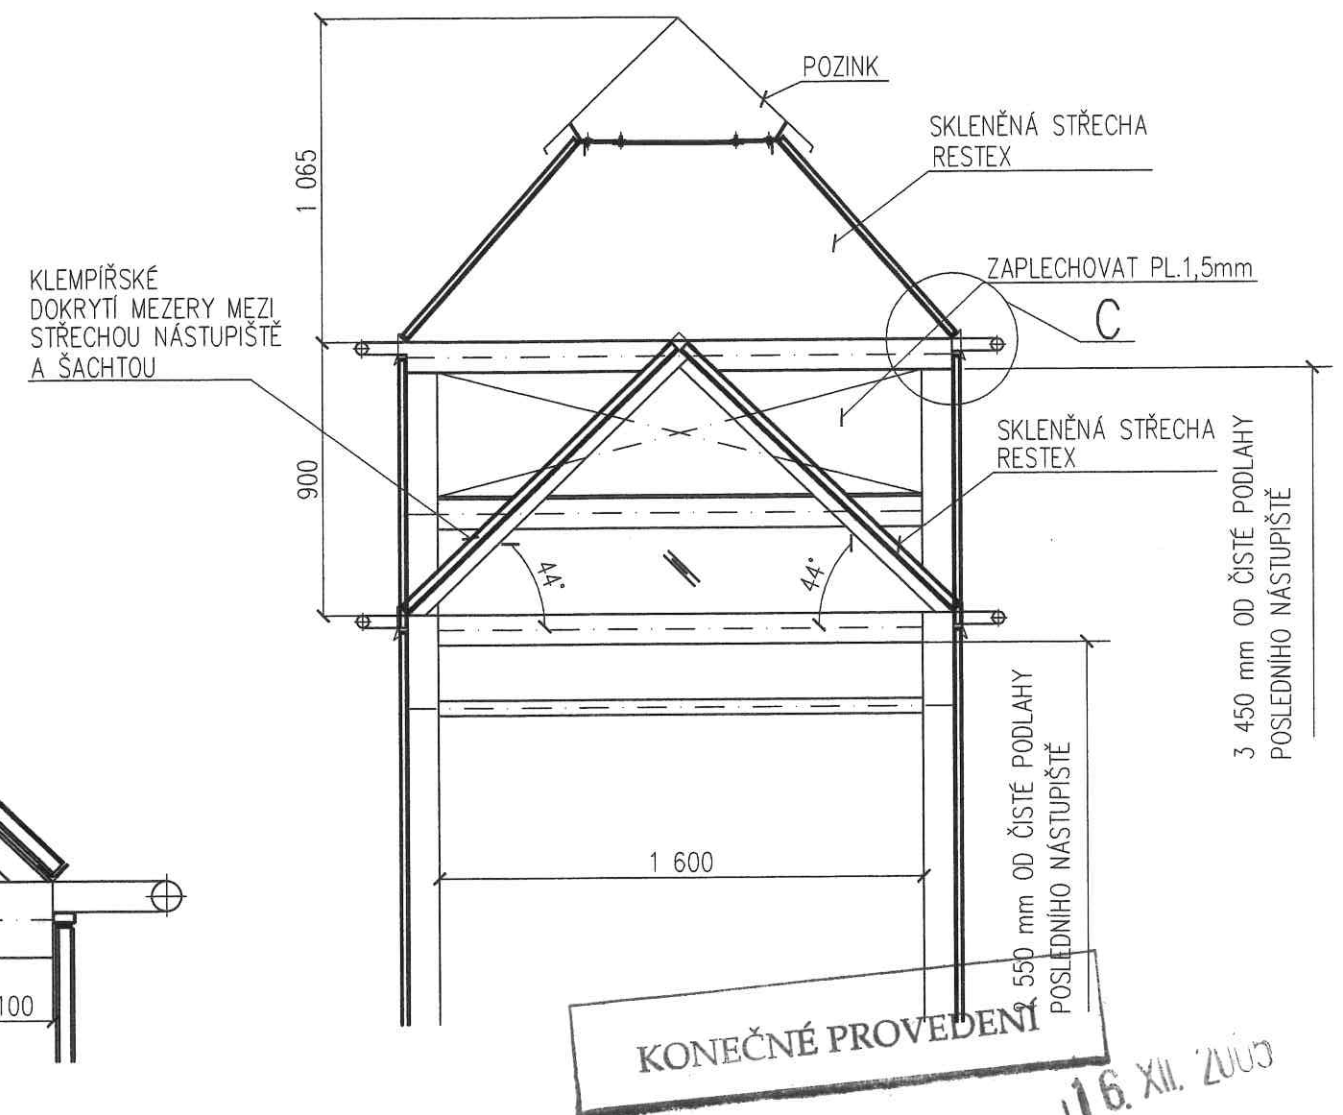 POZINK
SKLENĚNÁ STŘECHA
RESTEX
1 065
ZAPLECHOVAT PL.1,5mm
C
KLEMPÍŘSKÉ
DOKRYTÍ MEZERY MEZI
STŘECHOU NÁSTUPIŠTĚ
A ŠACHTOU
900
SKLENĚNÁ STŘECHA
RESTEX
44°
44°
3 450 mm OD ČISTÉ PODLAHY
POSLEDNÍHO NÁSTUPIŠTĚ
2 550 mm OD ČISTÉ PODLAHY
POSLEDNÍHO NÁSTUPIŠTĚ
1 600
100
KONEČNÉ PROVEDENÍ
16. XII. 2005